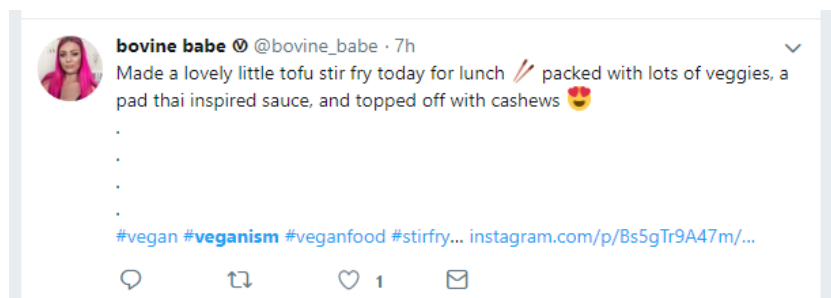 bovine babe Ⓥ @bovine_babe · 7h
Made a lovely little tofu stir fry today for lunch 🥢 packed with lots of veggies, a
pad thai inspired sauce, and topped off with cashews 😍
.
.
.
.
#vegan #veganism #veganfood #stirfry... instagram.com/p/Bs5gTr9A47m/...
1